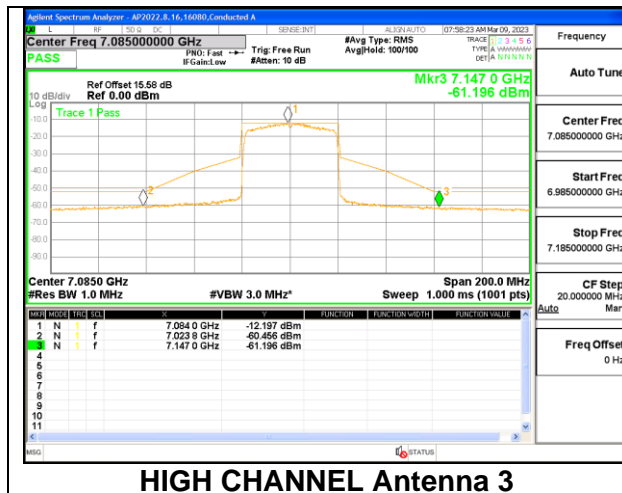 Agilent Spectrum Analyzer - AP2022.8.16,16080,Conducted A
L RF 50 Ω DC SENSE:INT ALIGN AUTO 07:58:23 AM Mar 09, 2023
Center Freq 7.085000000 GHz #Avg Type: RMS TRACE 1 2 3 4 5 6
PASS PNO: Fast Trig: Free Run Avg|Hold: 100/100 TYPE A WWWWW
IFGain:Low #Atten: 10 dB DET A N N N N N
Mkr3 7.147 0 GHz
Ref Offset 15.58 dB
10 dB/div Ref 0.00 dBm -61.196 dBm
Log
Trace 1 Pass
1
-10.0
-20.0
-30.0
-40.0
-50.0
2 3
-60.0
-70.0
-80.0
-90.0
Center 7.0850 GHz Span 200.0 MHz
#Res BW 1.0 MHz #VBW 3.0 MHz* Sweep 1.000 ms (1001 pts)
MKR MODE TRC SCL X Y FUNCTION FUNCTION WIDTH FUNCTION VALUE
1 N 1 f 7.084 0 GHz -12.197 dBm
2 N 1 f 7.023 8 GHz -60.456 dBm
3 N 1 f 7.147 0 GHz -61.196 dBm
4
5
6
7
8
9
10
11
MSG STATUS
Frequency
Auto Tune
Center Freq
7.085000000 GHz
Start Freq
6.985000000 GHz
Stop Freq
7.185000000 GHz
CF Step
20.000000 MHz
Auto Man
Freq Offset
0 Hz
HIGH CHANNEL Antenna 3